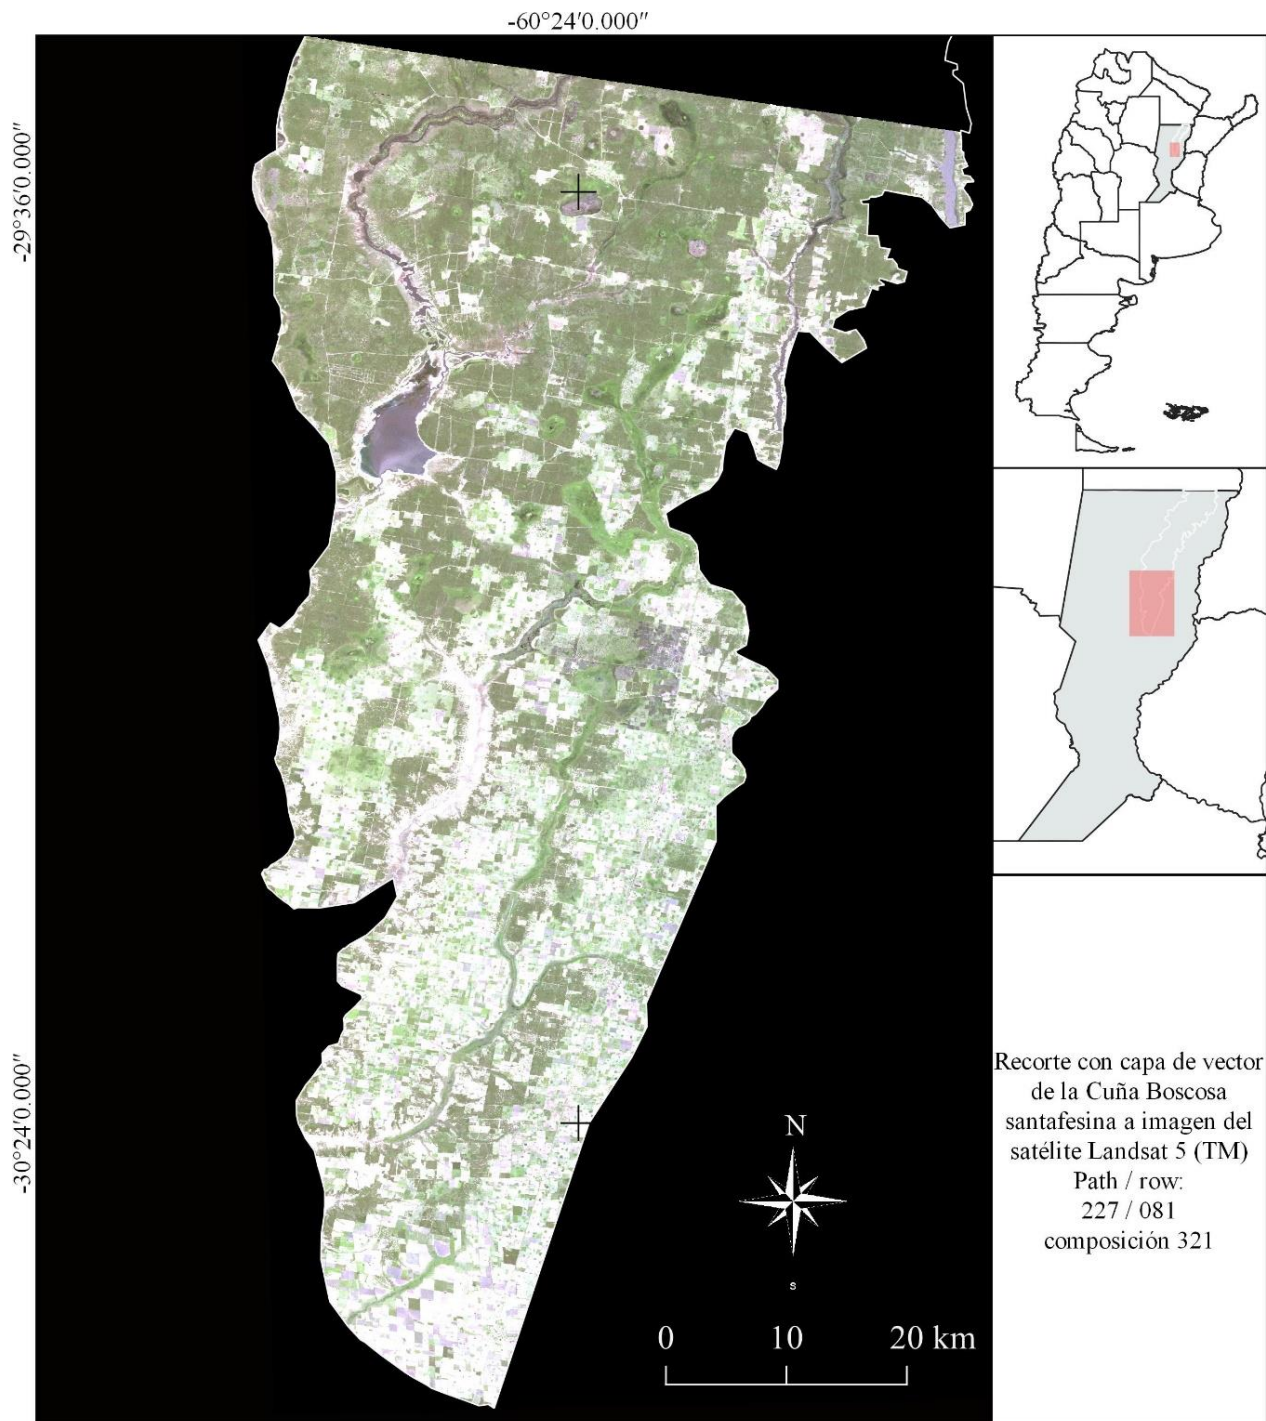 -60°24'0.000"
-29°36'0.000"
-30°24'0.000"
N
s
0 10 20 km
Recorte con capa de vector
de la Cuña Boscosa
santafesina a imagen del
satélite Landsat 5 (TM)
Path / row:
227 / 081
composición 321